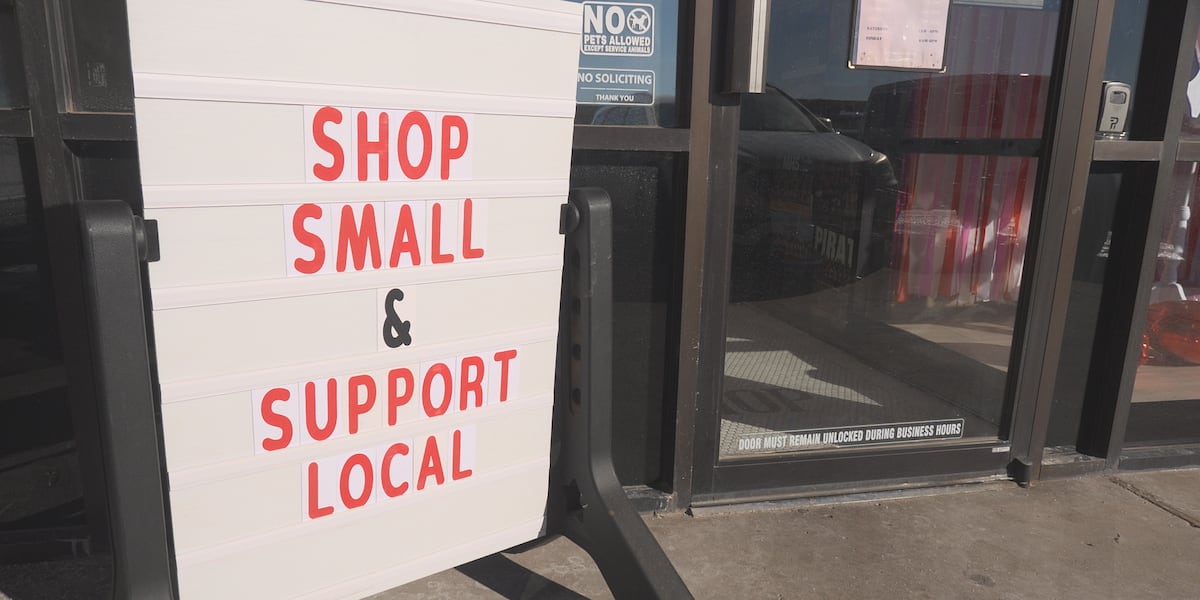 SHOP
SMALL
&
SUPPORT
LOCAL
NO
PETS ALLOWED
EXCEPT SERVICE ANIMALS
NO SOLICITING
THANK YOU
DOOR MUST REMAIN UNLOCKED DURING BUSINESS HOURS